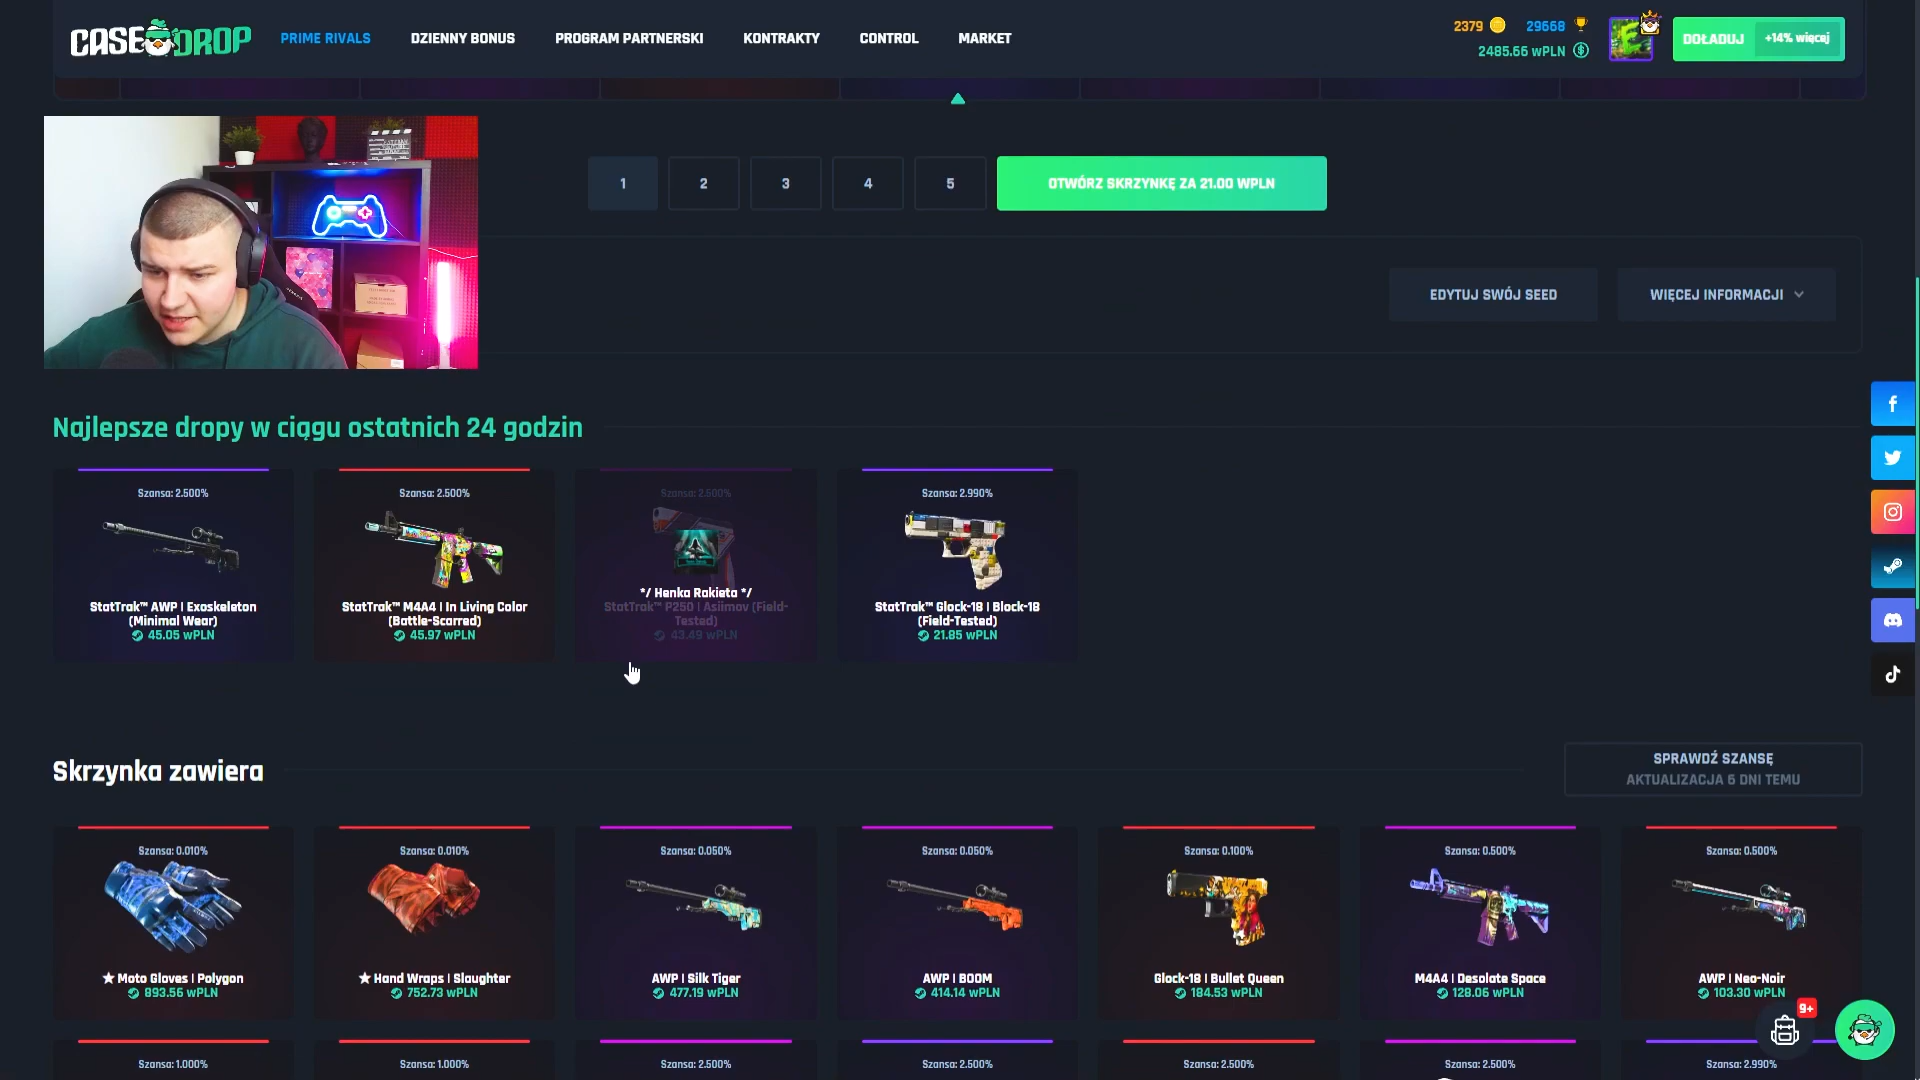 CASE DROP
PRIME RIVALS
DZIENNY BONUS
PROGRAM PARTNERSKI
KONTRAKTY
CONTROL
MARKET
2379
29668
2485.66 wPLN
DOŁADUJ
+14% więcej
1
2
3
4
5
OTWÓRZ SKRZYNKĘ ZA 21.00 WPLN
EDYTUJ SWÓJ SEED
WIĘCEJ INFORMACJI
Najlepsze dropy w ciągu ostatnich 24 godzin
Szansa: 2.500%
StatTrak™ AWP | Exoskeleton
(Minimal Wear)
45.05 wPLN
Szansa: 2.500%
StatTrak™ M4A4 | In Living Color
(Battle-Scarred)
45.97 wPLN
Szansa: 2.500%
*/ Henka Rakieta */
StatTrak™ P250 | Asiimov (Field-
Tested)
43.49 wPLN
Szansa: 2.990%
StatTrak™ Glock-18 | Block-18
(Field-Tested)
21.85 wPLN
Skrzynka zawiera
SPRAWDŹ SZANSĘ
AKTUALIZACJA 6 DNI TEMU
Szansa: 0.010%
★ Moto Gloves | Polygon
893.56 wPLN
Szansa: 0.010%
★ Hand Wraps | Slaughter
752.73 wPLN
Szansa: 0.050%
AWP | Silk Tiger
477.19 wPLN
Szansa: 0.050%
AWP | BOOM
414.14 wPLN
Szansa: 0.100%
Glock-18 | Bullet Queen
184.53 wPLN
Szansa: 0.500%
M4A4 | Desolate Space
128.06 wPLN
Szansa: 0.500%
AWP | Neo-Noir
103.30 wPLN
9+
Szansa: 1.000%
Szansa: 1.000%
Szansa: 2.500%
Szansa: 2.500%
Szansa: 2.500%
Szansa: 2.500%
Szansa: 2.990%